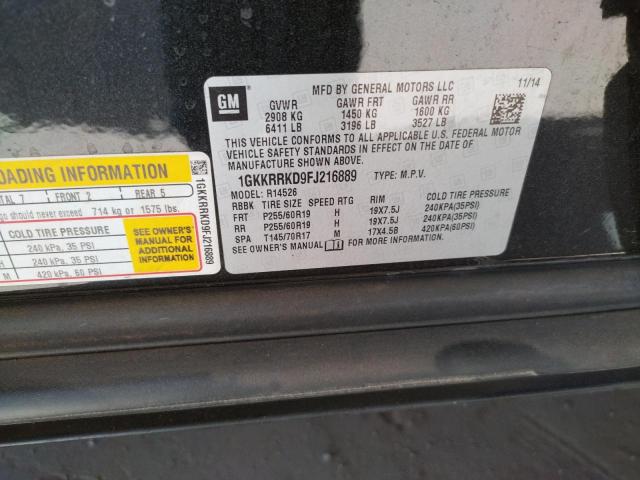 GM
MFD BY GENERAL MOTORS LLC 11/14
GVWR GAWR FRT GAWR RR
2908 KG 1450 KG 1600 KG
6411 LB 3196 LB 3527 LB
THIS VEHICLE CONFORMS TO ALL APPLICABLE U.S. FEDERAL MOTOR
VEHICLE SAFETY STANDARDS IN EFFECT ON THE DATE OF
MANUFACTURE SHOWN ABOVE.
1GKKRRKD9FJ216889 TYPE: M.P.V.
MODEL: R14526
RBBK TIRE SIZE SPEED RTG RIM COLD TIRE PRESSURE
FRT P255/60R19 H 19X7.5J 240KPA(35PSI)
RR P255/60R19 H 19X7.5J 240KPA(35PSI)
SPA T145/70R17 M 17X4.5B 420KPA(60PSI)
SEE OWNER'S MANUAL FOR MORE INFORMATION.
OADING INFORMATION
TAL 7 FRONT 2 REAR 5
go should never exceed 714 kg or 1575 lbs.
COLD TIRE PRESSURE
240 kPa, 35 PSI
H 240 kPa, 35 PSI
M 420 kPa, 60 PSI
SEE OWNER'S
MANUAL FOR
ADDITIONAL
INFORMATION
1GKKRRKD9FJ216889